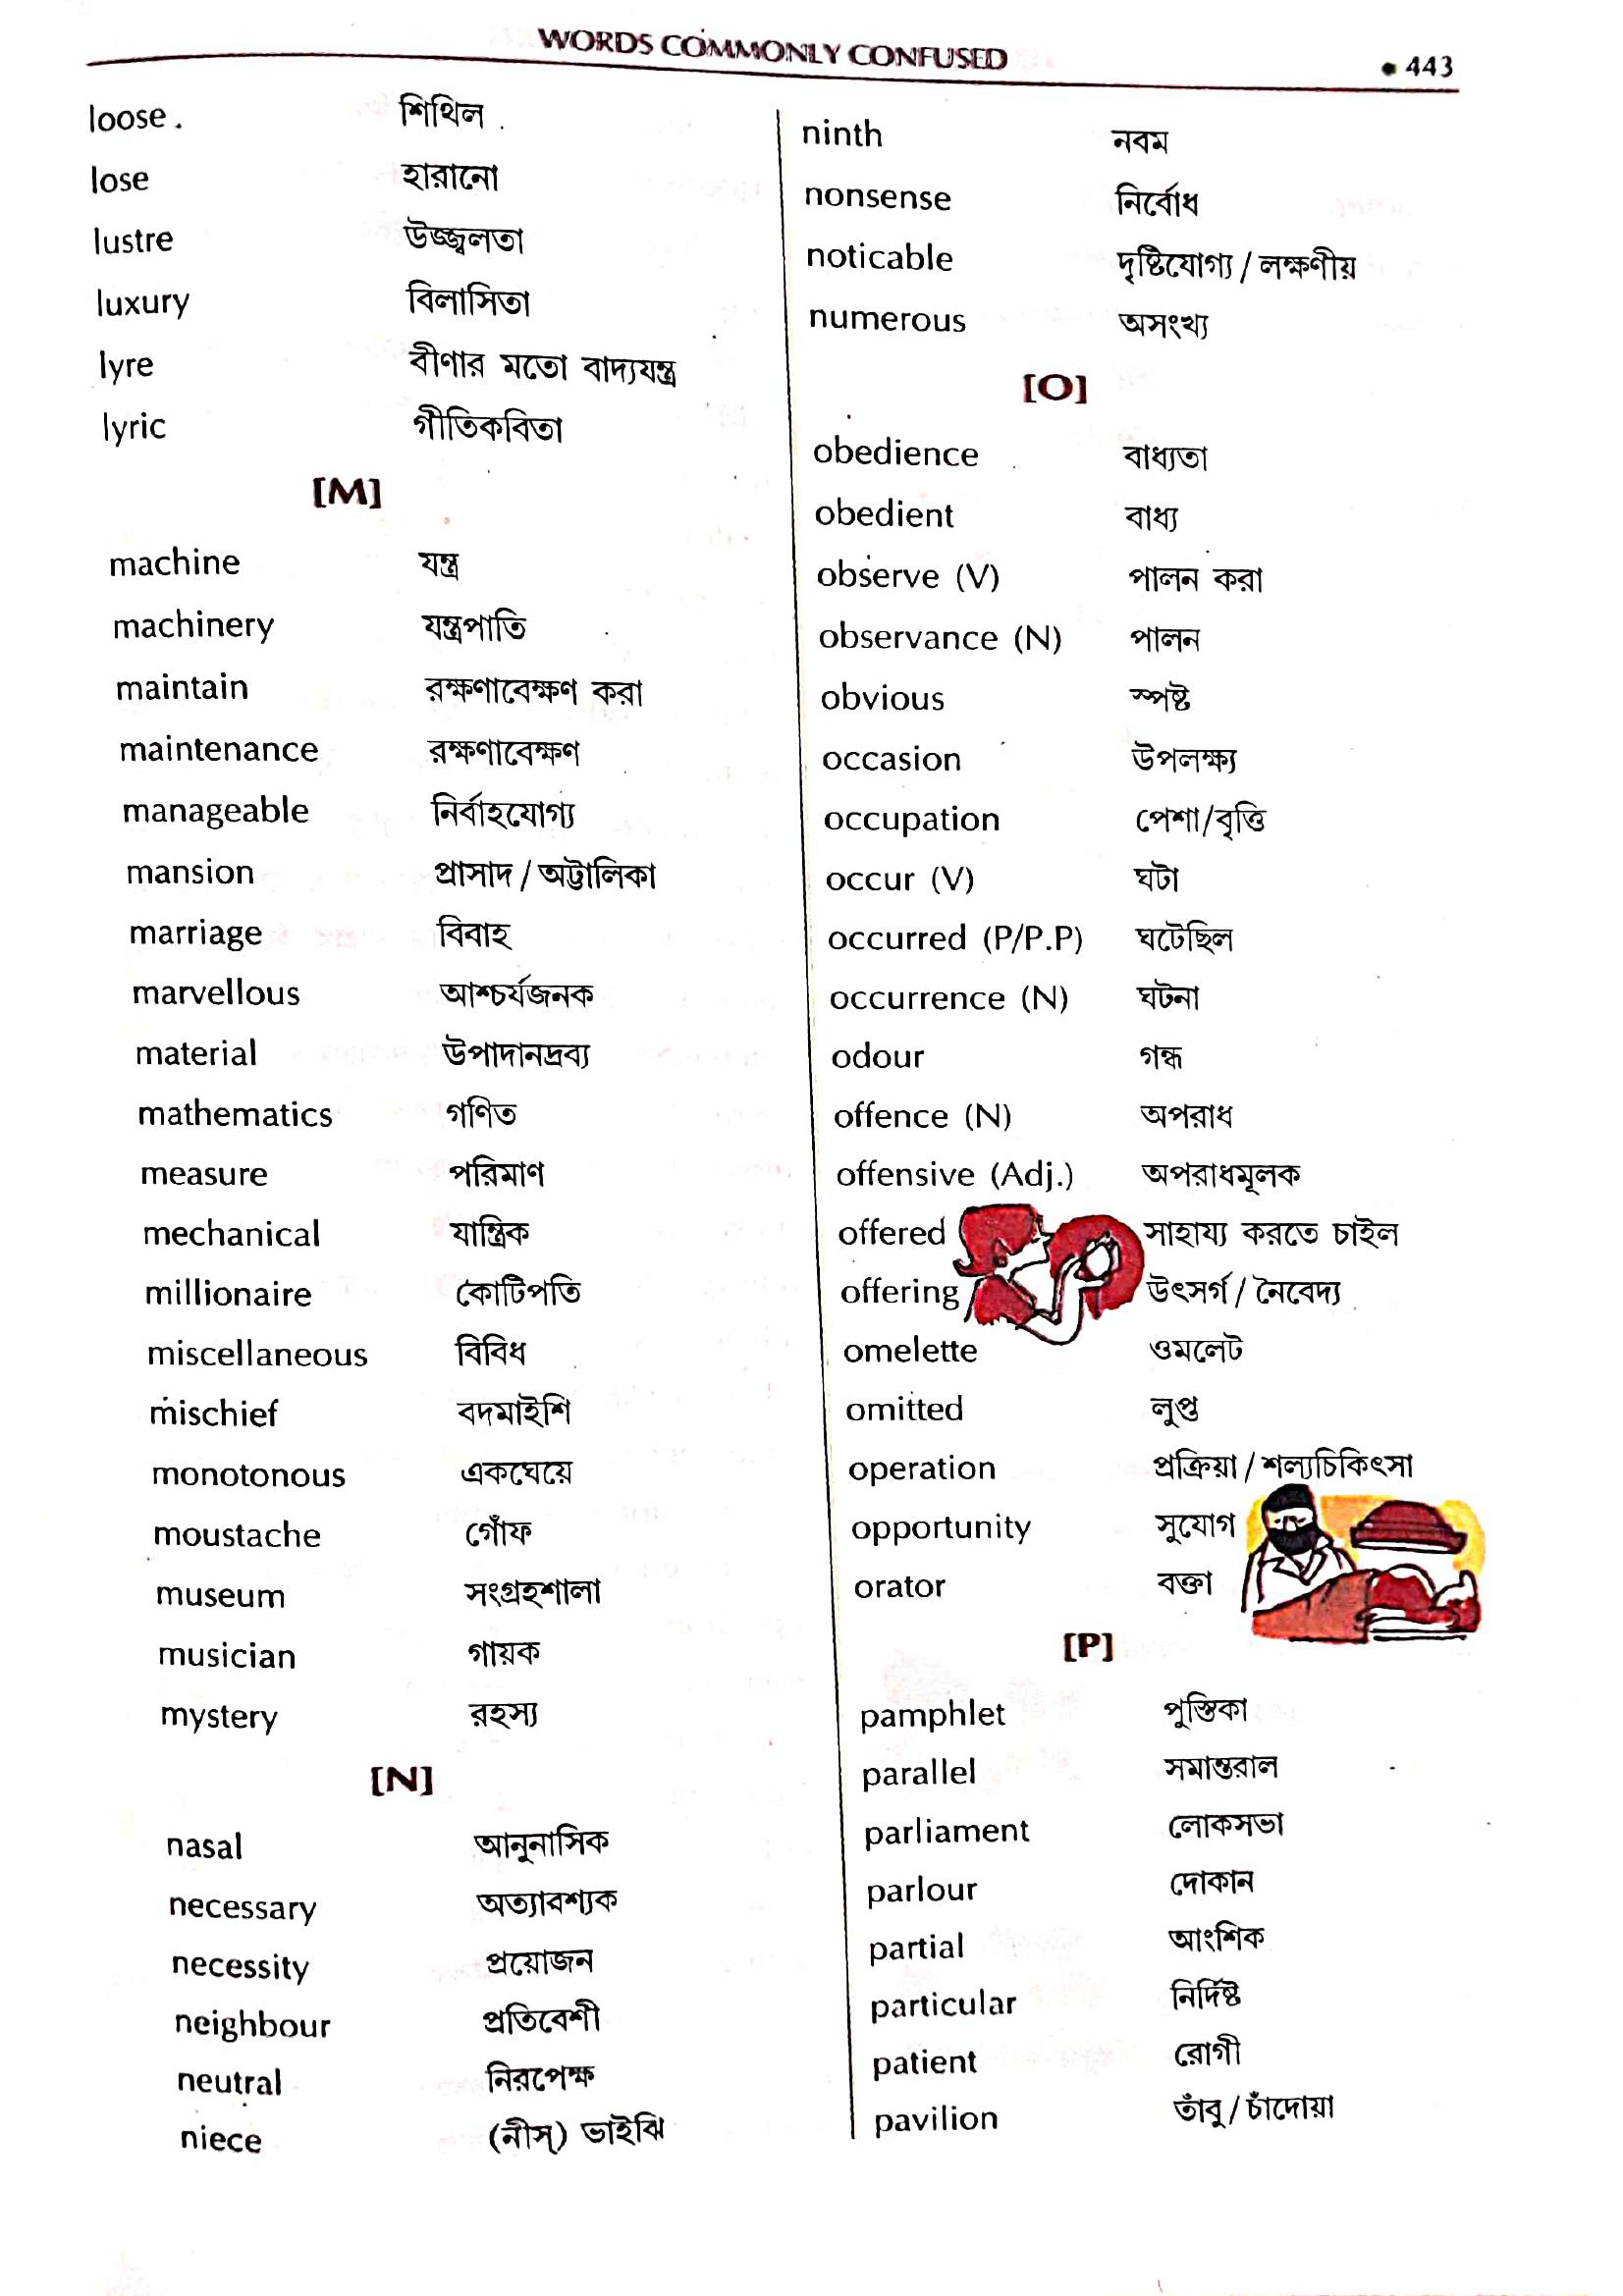 WORDS COMMONLY CONFUSED • 443
loose. শিথিল
lose হারানো
lustre উজ্জ্বলতা
luxury বিলাসিতা
lyre বীণার মতো বাদ্যযন্ত্র
lyric গীতিকবিতা
[M]
machine যন্ত্র
machinery যন্ত্রপাতি
maintain রক্ষণাবেক্ষণ করা
maintenance রক্ষণাবেক্ষণ
manageable নির্বাহযোগ্য
mansion প্রাসাদ / অট্টালিকা
marriage বিবাহ
marvellous আশ্চর্যজনক
material উপাদানদ্রব্য
mathematics গণিত
measure পরিমাণ
mechanical যান্ত্রিক
millionaire কোটিপতি
miscellaneous বিবিধ
mischief বদমাইশি
monotonous একঘেয়ে
moustache গোঁফ
museum সংগ্রহশালা
musician গায়ক
mystery রহস্য
[N]
nasal আনুনাসিক
necessary অত্যাবশ্যক
necessity প্রয়োজন
neighbour প্রতিবেশী
neutral নিরপেক্ষ
niece (নীস্) ভাইঝি
ninth নবম
nonsense নির্বোধ
noticable দৃষ্টিযোগ্য / লক্ষণীয়
numerous অসংখ্য
[O]
obedience বাধ্যতা
obedient বাধ্য
observe (V) পালন করা
observance (N) পালন
obvious স্পষ্ট
occasion উপলক্ষ্য
occupation পেশা/বৃত্তি
occur (V) ঘটা
occurred (P/P.P) ঘটেছিল
occurrence (N) ঘটনা
odour গন্ধ
offence (N) অপরাধ
offensive (Adj.) অপরাধমূলক
offered সাহায্য করতে চাইল
offering উৎসর্গ / নৈবেদ্য
omelette ওমলেট
omitted লুপ্ত
operation প্রক্রিয়া / শল্যচিকিৎসা
opportunity সুযোগ
orator বক্তা
[P]
pamphlet পুস্তিকা
parallel সমান্তরাল
parliament লোকসভা
parlour দোকান
partial আংশিক
particular নির্দিষ্ট
patient রোগী
pavilion তাঁবু / চাঁদোয়া